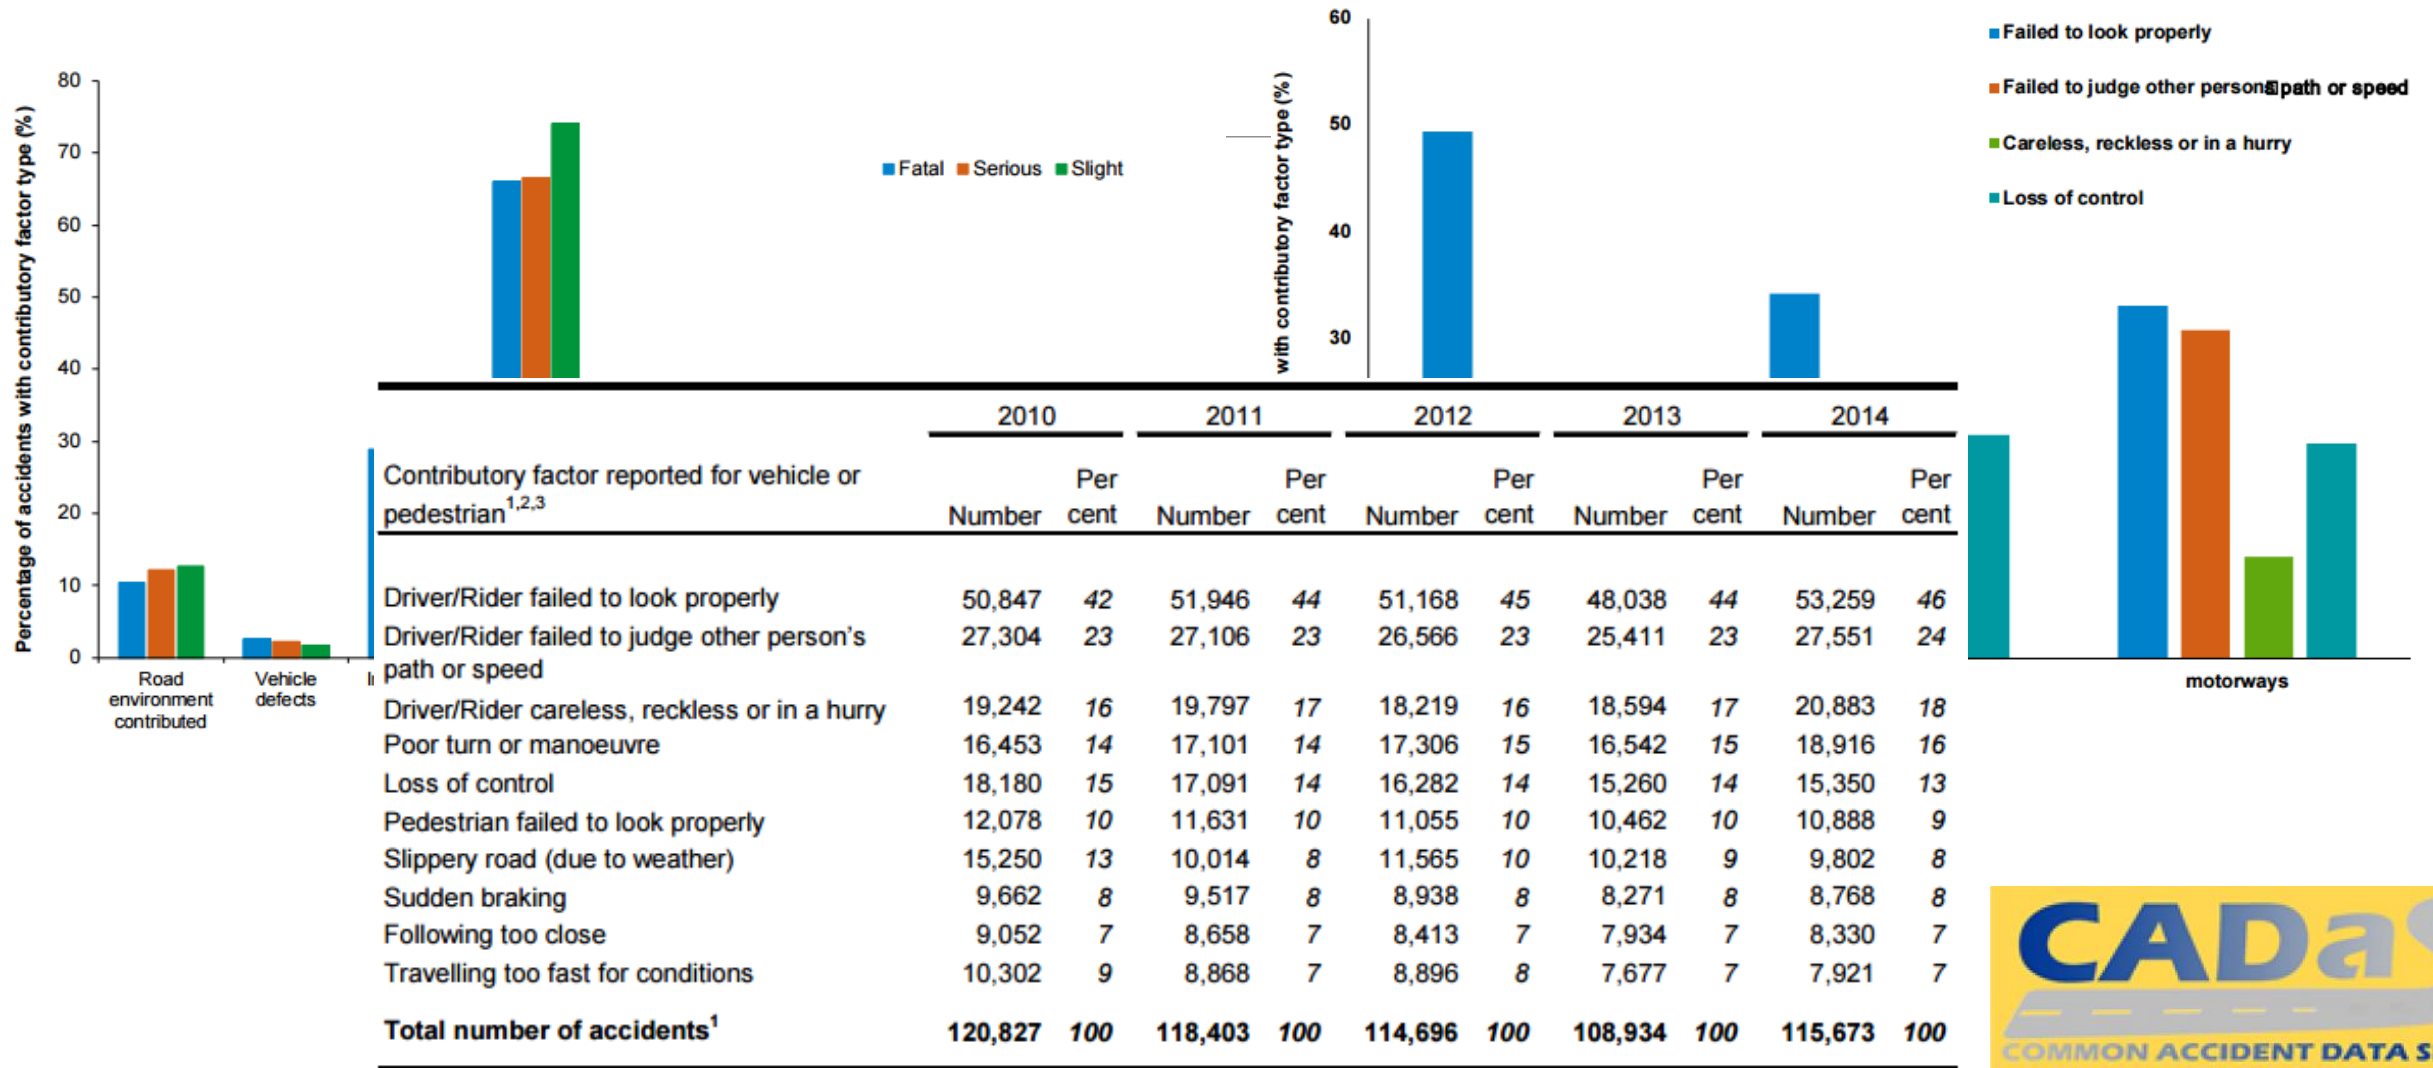 Percentage of accidents with contributory factor type (%)
80
70
60
50
40
30
20
10
0
Fatal Serious Slight
Road
environment
contributed
Vehicle
defects
with contributory factor type (%)
60
50
40
30
Failed to look properly
Failed to judge other persons path or speed
Careless, reckless or in a hurry
Loss of control
motorways
2010 2011 2012 2013 2014
Contributory factor reported for vehicle or
pedestrian1,2,3
Per Per Per Per Per
Number cent Number cent Number cent Number cent Number cent
Driver/Rider failed to look properly 50,847 42 51,946 44 51,168 45 48,038 44 53,259 46
Driver/Rider failed to judge other person's 27,304 23 27,106 23 26,566 23 25,411 23 27,551 24
path or speed
Driver/Rider careless, reckless or in a hurry 19,242 16 19,797 17 18,219 16 18,594 17 20,883 18
Poor turn or manoeuvre 16,453 14 17,101 14 17,306 15 16,542 15 18,916 16
Loss of control 18,180 15 17,091 14 16,282 14 15,260 14 15,350 13
Pedestrian failed to look properly 12,078 10 11,631 10 11,055 10 10,462 10 10,888 9
Slippery road (due to weather) 15,250 13 10,014 8 11,565 10 10,218 9 9,802 8
Sudden braking 9,662 8 9,517 8 8,938 8 8,271 8 8,768 8
Following too close 9,052 7 8,658 7 8,413 7 7,934 7 8,330 7
Travelling too fast for conditions 10,302 9 8,868 7 8,896 8 7,677 7 7,921 7
Total number of accidents1 120,827 100 118,403 100 114,696 100 108,934 100 115,673 100
CADaS
COMMON ACCIDENT DATA S